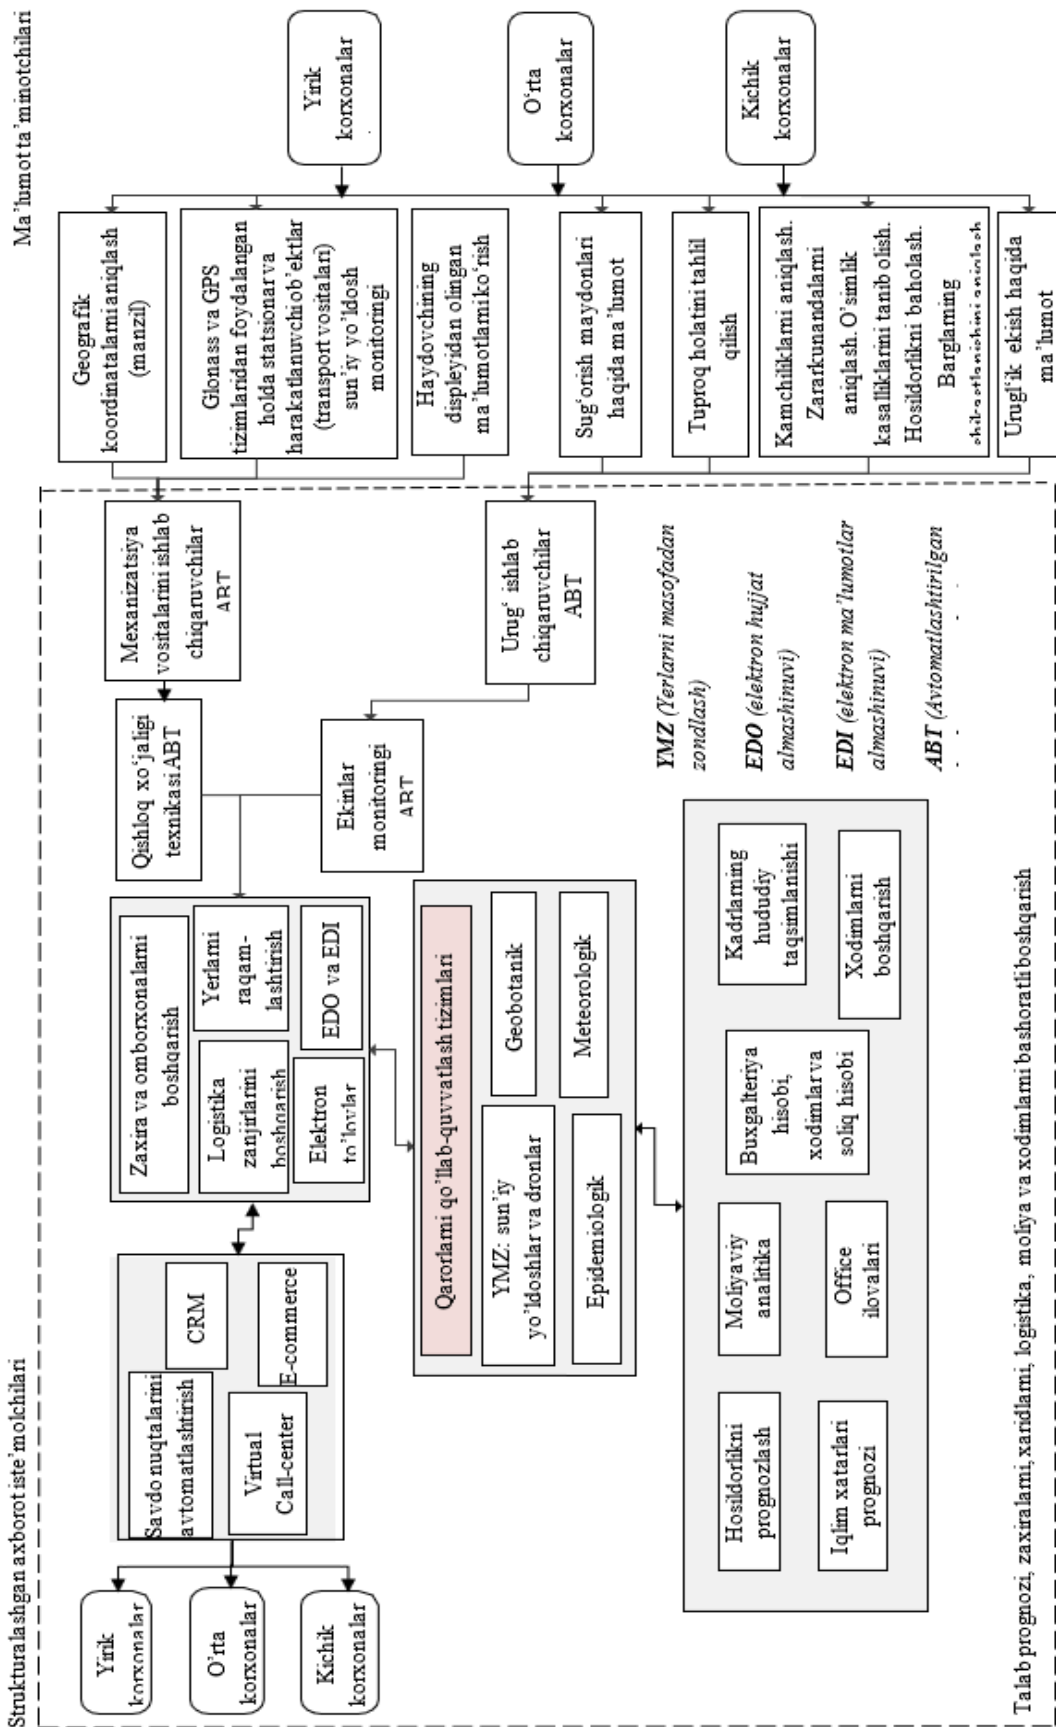 Strukturalashgan axborot iste’molchilari
Ma’lumot ta’minotchilari
Yirik
korxonalar
O‘rta
korxonalar
Kichik
korxonalar
Geografik
koordinatalarni aniqlash
(manzil)
Glonass va GPS
tizimlaridan foydalangan
holda statsionar va
harakatlanuvchi ob’ektlar
(transport vositalari)
sun’iy yo’ldosh
monitoringi
Haydovchining
displeyidan olingan
ma’lumotlarni ko‘rish
Sug‘orish maydonlari
haqida ma’lumot
Tuproq holatini tahlil
qilish
Kamchiliklarni aniqlash.
Zararkunandalarni
aniqlash. O’simlik
kasalliklarini tanib olish.
Hosildorlikni baholash.
Barglarning
shikastlanishini aniqlash
Urugl‘ik ekish haqida
ma’lumot
Mexanizatsiya
vositalarini ishlab
chiqaruvchilar
ABT
Urug‘ ishlab
chiqaruvchilar
ABT
Qishloq xo‘jaligi
texnikasi ABT
Ekinlar
monitoringi
ABT
Zaxira va omborxonalarni
boshqarish
Logistika
zanjirlarini
boshqarish
Yerlarni
raqam-
lashtirish
Elektron
to’lovlar
EDO va EDI
Savdo nuqtalarini
avtomatlashtirish
CRM
Virtual
Call-center
E-commerce
Yirik
korxonalar
O’rta
korxonalar
Kichik
korxonalar
Qarorlarni qo’llab-quvvatlash tizimlari
YMZ: sun’iy
yo’ldoshlar va dronlar
Geobotanik
Epidemiologik
Meteorologik
Hosildorlikni
prognozlash
Moliyaviy
analitika
Buxgalteriya
hisobi,
xodimlar va
soliq hisobi
Kadrlarning
hududiy
taqsimlanishi
Iqlim xatarlari
prognozi
Office
ilovalari
Xodimlarni
boshqarish
YMZ (Yerlarni masofadan
zondlash)
EDO (elektron hujjat
almashinuvi)
EDI (elektron ma’lumotlar
almashinuvi)
ABT (Avtomatlashtirilgan
Talab prognozi, zaxiralarni, xaridlarni, logistika, moliya va xodimlarni bashoratli boshqarish